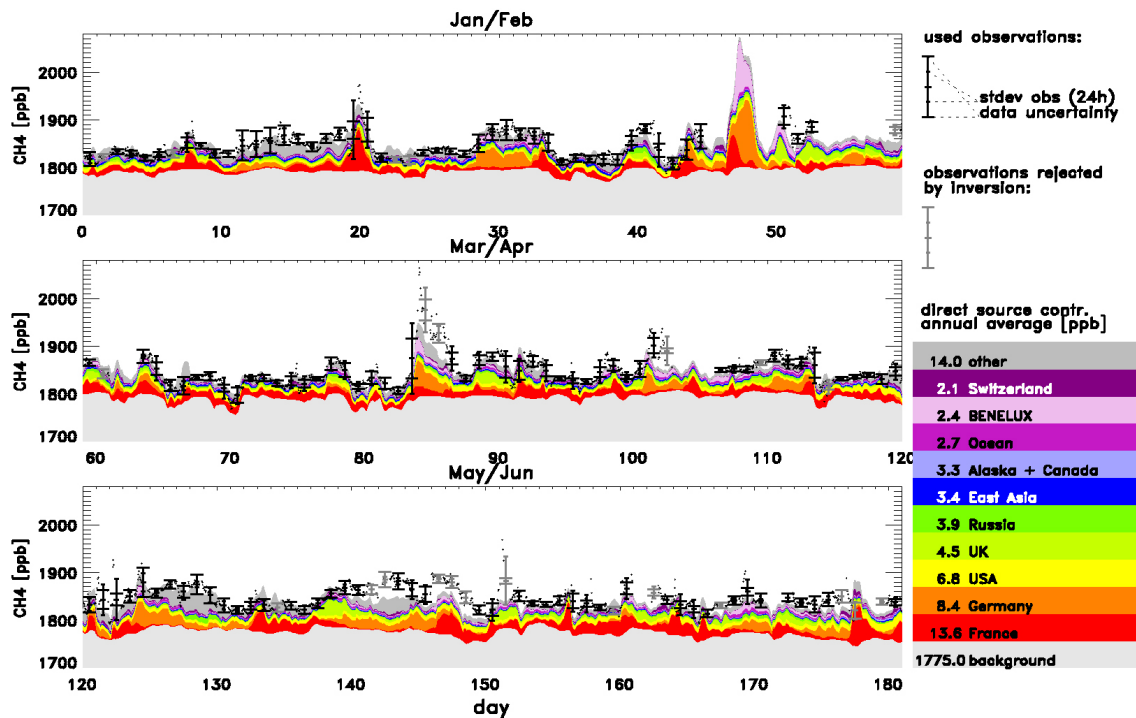 Jan/Feb
CH4 [ppb]
2000
1900
1800
1700
0 10 20 30 40 50
Mar/Apr
CH4 [ppb]
2000
1900
1800
1700
60 70 80 90 100 110 120
May/Jun
CH4 [ppb]
2000
1900
1800
1700
120 130 140 150 160 170 180
day
used observations:
stdev obs (24h)
data uncertainty
observations rejected
by inversion:
direct source contr.
annual average [ppb]
14.0 other
2.1 Switzerland
2.4 BENELUX
2.7 Ocean
3.3 Alaska + Canada
3.4 East Asia
3.9 Russia
4.5 UK
6.8 USA
8.4 Germany
13.6 France
1775.0 background